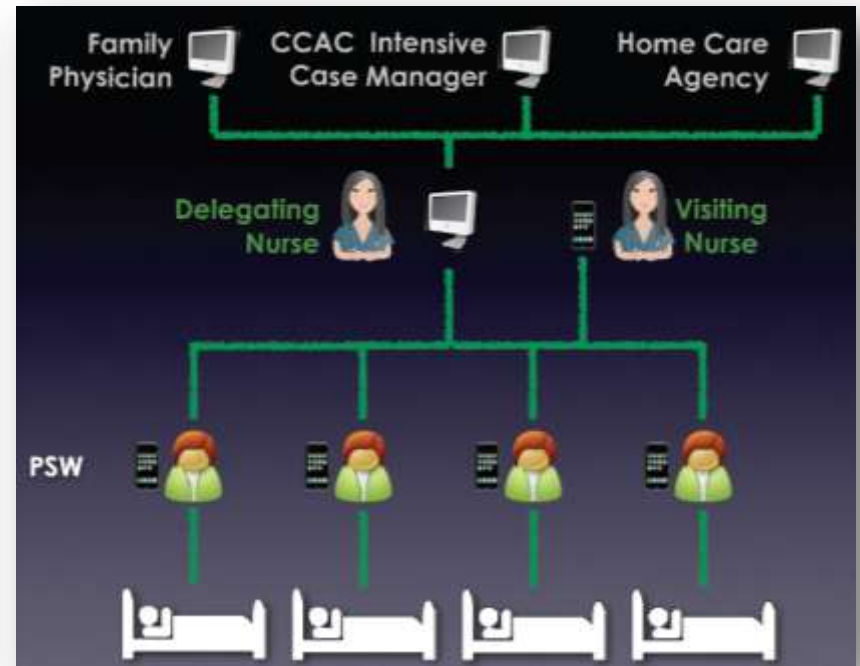 Family
Physician
CCAC Intensive
Case Manager
Home Care
Agency
Delegating
Nurse
Visiting
Nurse
PSW